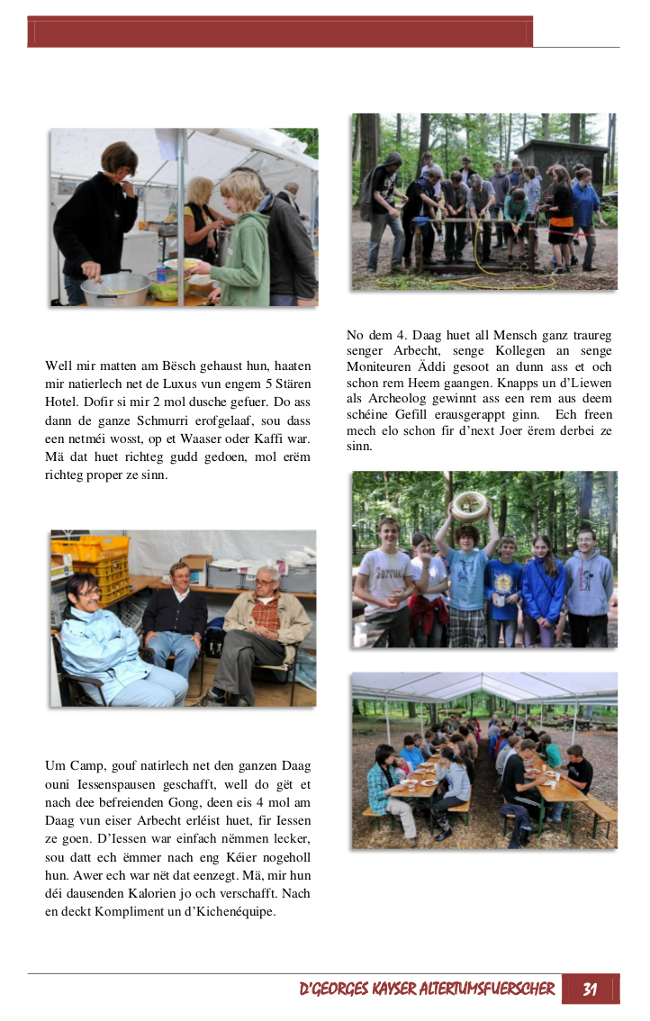 Well mir matten am Bësch gehaust hun, haaten
mir natierlech net de Luxus vun engem 5 Stären
Hotel. Dofir si mir 2 mol dusche gefuer. Do ass
dann de ganze Schmurri erofgelaaf, sou dass
een netméi wosst, op et Waaser oder Kaffi war.
Mä dat huet richteg gudd gedoen, mol erëm
richteg proper ze sinn.
Um Camp, gouf natirlech net den ganzen Daag
ouni Iessenspausen geschafft, well do gët et
nach dee befreienden Gong, deen eis 4 mol am
Daag vun eiser Arbecht erléist huet, fir Iessen
ze goen. D'Iessen war einfach nëmmen lecker,
sou datt ech ëmmer nach eng Kéier nogeholl
hun. Awer ech war nët dat eenzegt. Mä, mir hun
déi dausenden Kalorien jo och verschafft. Nach
en deckt Kompliment un d'Kichenéquipe.
No dem 4. Daag huet all Mensch ganz traureg
senger Arbecht, senge Kollegen an senge
Moniteuren Äddi gesoot an dunn ass et och
schon rem Heem gaangen. Knapps un d'Liewen
als Archeolog gewinnt ass een rem aus deem
schéine Gefill erausgerappt ginn. Ech freen
mech elo schon fir d'next Joer ërem derbei ze
sinn.
D'GEORGES KAYSER ALTERTUMSFUERSCHER 31